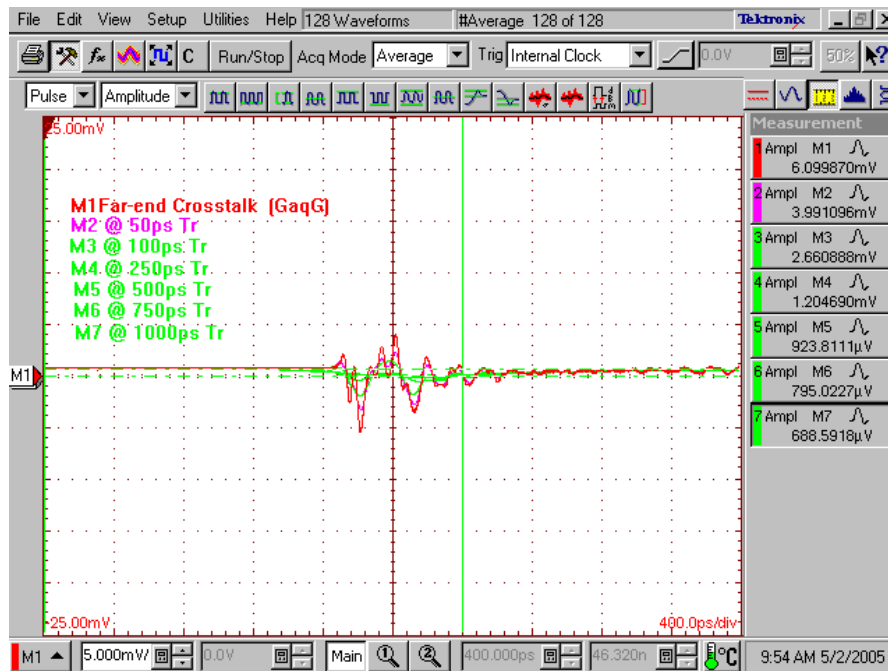 File Edit View Setup Utilities Help 128 Waveforms #Average 128 of 128 Tektronix
fx C Run/Stop Acq Mode Average Trig Internal Clock 0.0V 50% ?
Pulse Amplitude
25.00mV
Measurement
1 Ampl M1
6.099870mV
2 Ampl M2
3.991096mV
3 Ampl M3
2.660888mV
4 Ampl M4
1.204690mV
5 Ampl M5
923.8111µV
6 Ampl M6
795.0227µV
7 Ampl M7
688.5918µV
M1Far-end Crosstalk (GaqG)
M2 @ 50ps Tr
M3 @ 100ps Tr
M4 @ 250ps Tr
M5 @ 500ps Tr
M6 @ 750ps Tr
M7 @ 1000ps Tr
M1
-25.00mV 400.0ps/div
M1 5.000mV/ 0.0V Main 1 2 400.000ps 46.320n °C 9:54 AM 5/2/2005